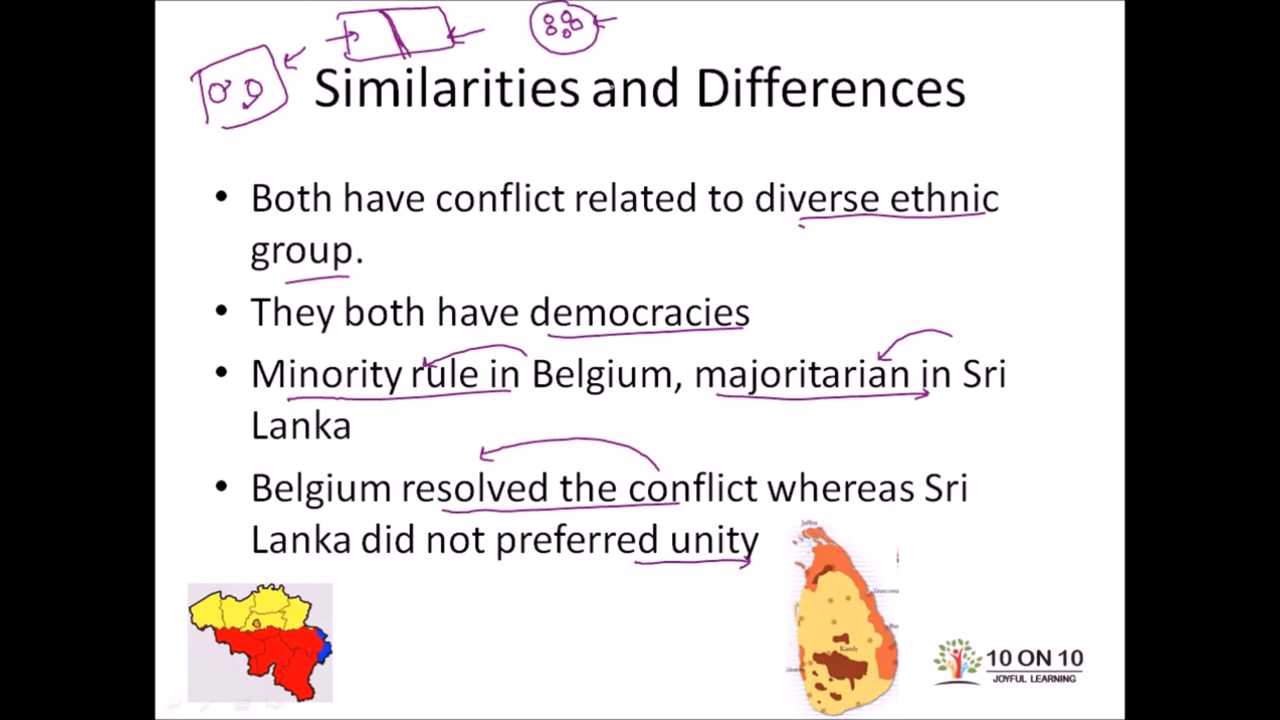 Similarities and Differences
• Both have conflict related to diverse ethnic
group.
• They both have democracies
• Minority rule in Belgium, majoritarian in Sri
Lanka
• Belgium resolved the conflict whereas Sri
Lanka did not preferred unity
Jaffna
Kandy
10 ON 10
JOYFUL LEARNING